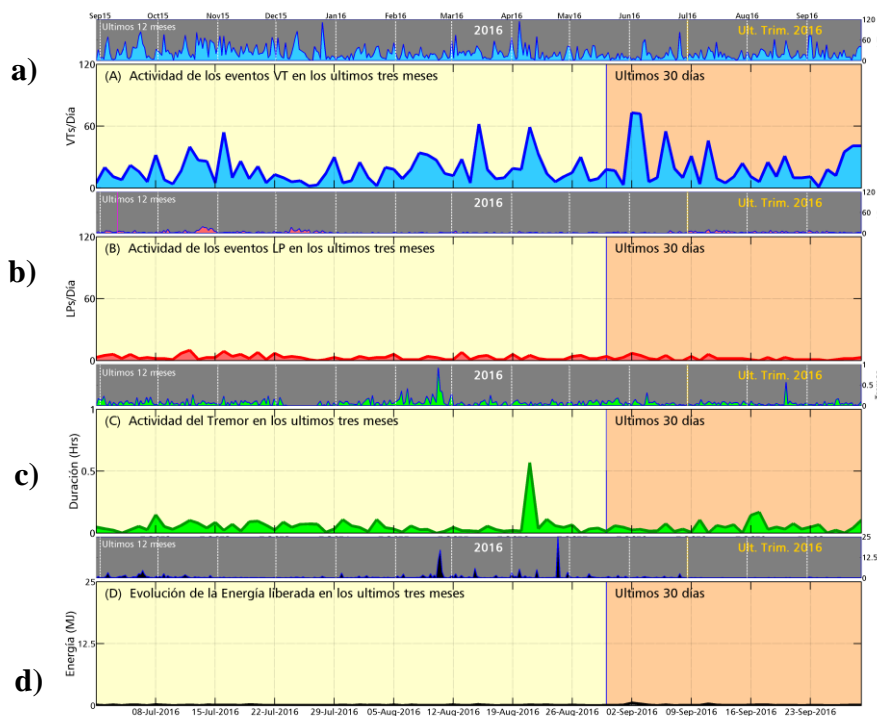 Sep15 Oct15 Nov15 Dec15 Jan16 Feb16 Mar16 Apr16 May16 Jun16 Jul16 Aug16 Sep16
Ultimos 12 meses 2016 Ult. Trim. 2016 120
60
0
a)
120 (A) Actividad de los eventos VT en los ultimos tres meses Ultimos 30 dias
60
0
VTs/Día
Ultimos 12 meses 2016 Ult. Trim. 2016 120
60
0
b)
120 (B) Actividad de los eventos LP en los ultimos tres meses Ultimos 30 dias
60
0
LPs/Día
Ultimos 12 meses 2016 Ult. Trim. 2016 1
0.5
0
c)
1 (C) Actividad del Tremor en los ultimos tres meses Ultimos 30 dias
0.5
0
Duración (Hrs)
Ultimos 12 meses 2016 Ult. Trim. 2016 25
12.5
0
d)
25 (D) Evolución de la Energía liberada en los ultimos tres meses Ultimos 30 dias
12.5
0
Energía (MJ)
08-Jul-2016 15-Jul-2016 22-Jul-2016 29-Jul-2016 05-Aug-2016 12-Aug-2016 19-Aug-2016 26-Aug-2016 02-Sep-2016 09-Sep-2016 16-Sep-2016 23-Sep-2016